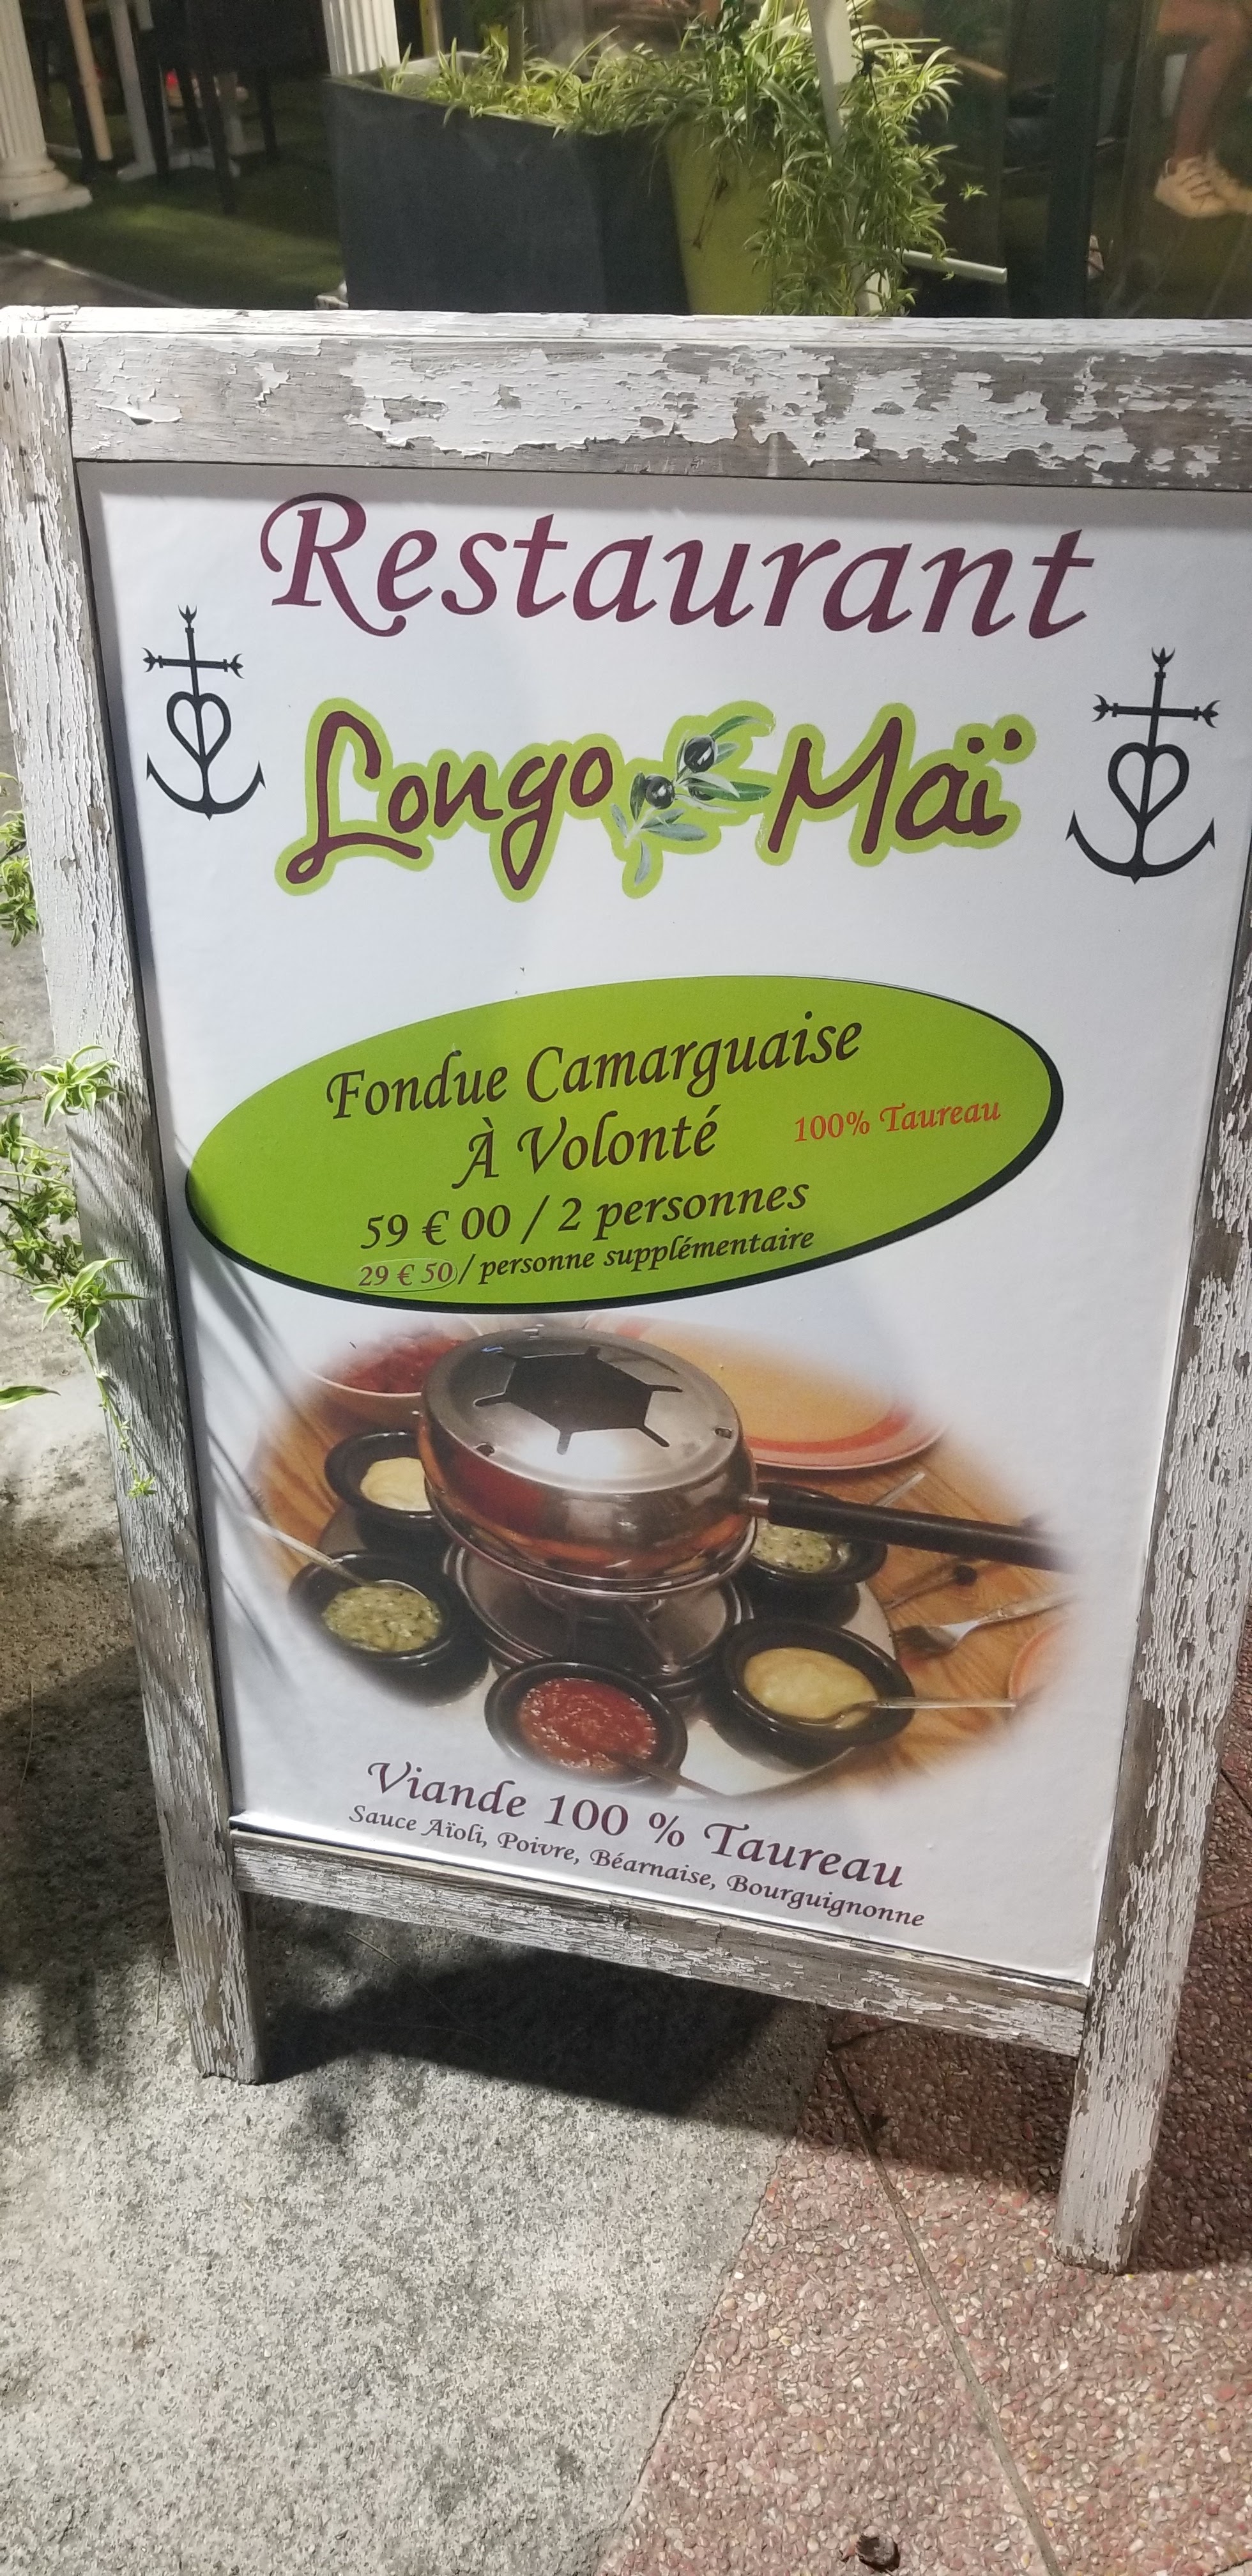 Restaurant
Longo Maï
Fondue Camarguaise
À Volonté
100% Taureau
59 € 00 / 2 personnes
29 € 50 / personne supplémentaire
Viande 100 % Taureau
Sauce Aïoli, Poivre, Béarnaise, Bourguignonne